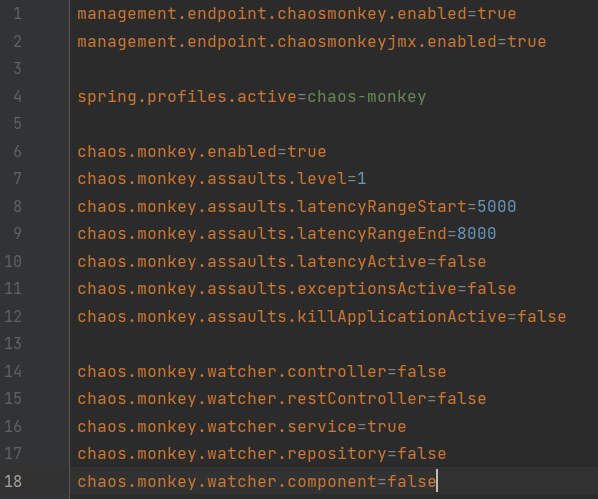 1 management.endpoint.chaosmonkey.enabled=true
2 management.endpoint.chaosmonkeyjmx.enabled=true
3
4 spring.profiles.active=chaos-monkey
5
6 chaos.monkey.enabled=true
7 chaos.monkey.assaults.level=1
8 chaos.monkey.assaults.latencyRangeStart=5000
9 chaos.monkey.assaults.latencyRangeEnd=8000
10 chaos.monkey.assaults.latencyActive=false
11 chaos.monkey.assaults.exceptionsActive=false
12 chaos.monkey.assaults.killApplicationActive=false
13
14 chaos.monkey.watcher.controller=false
15 chaos.monkey.watcher.restController=false
16 chaos.monkey.watcher.service=true
17 chaos.monkey.watcher.repository=false
18 chaos.monkey.watcher.component=false